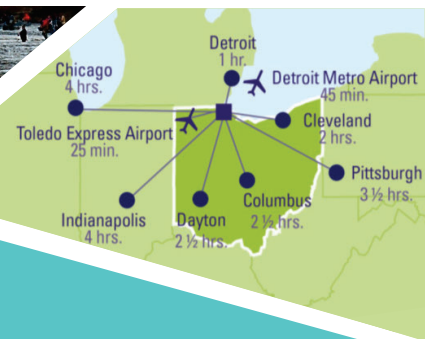 Detroit
1 hr.
Detroit Metro Airport
45 min.
Chicago
4 hrs.
Toledo Express Airport
25 min.
Cleveland
2 hrs.
Pittsburgh
3 ½ hrs.
Columbus
2 ½ hrs.
Dayton
2 ½ hrs.
Indianapolis
4 hrs.